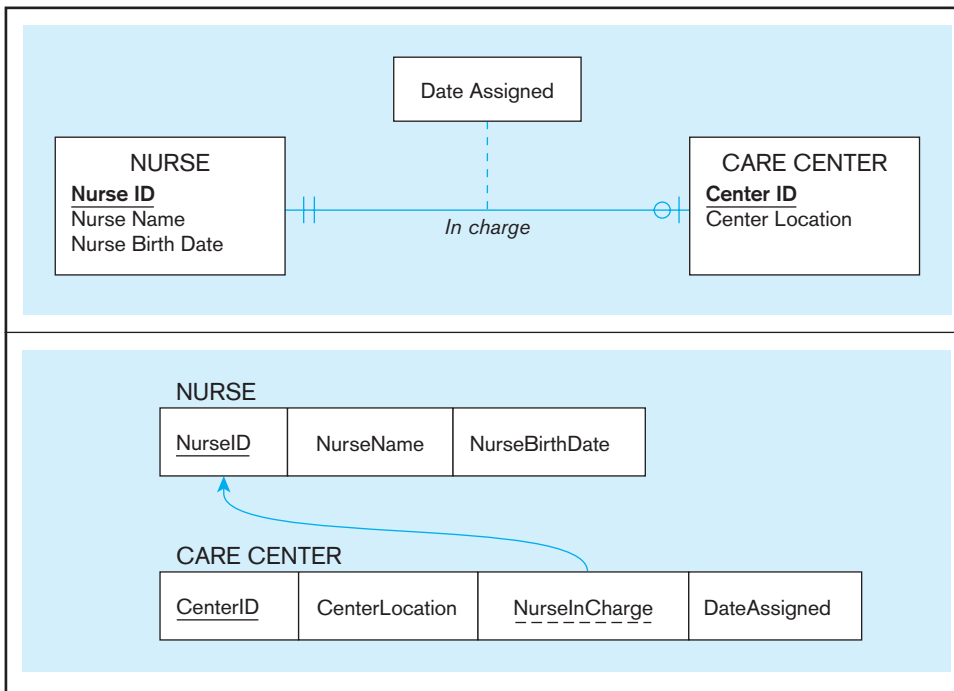 Date Assigned
NURSE
Nurse ID
Nurse Name
Nurse Birth Date
In charge
CARE CENTER
Center ID
Center Location
NURSE
NurseID NurseName NurseBirthDate
CARE CENTER
CenterID CenterLocation NurseInCharge DateAssigned